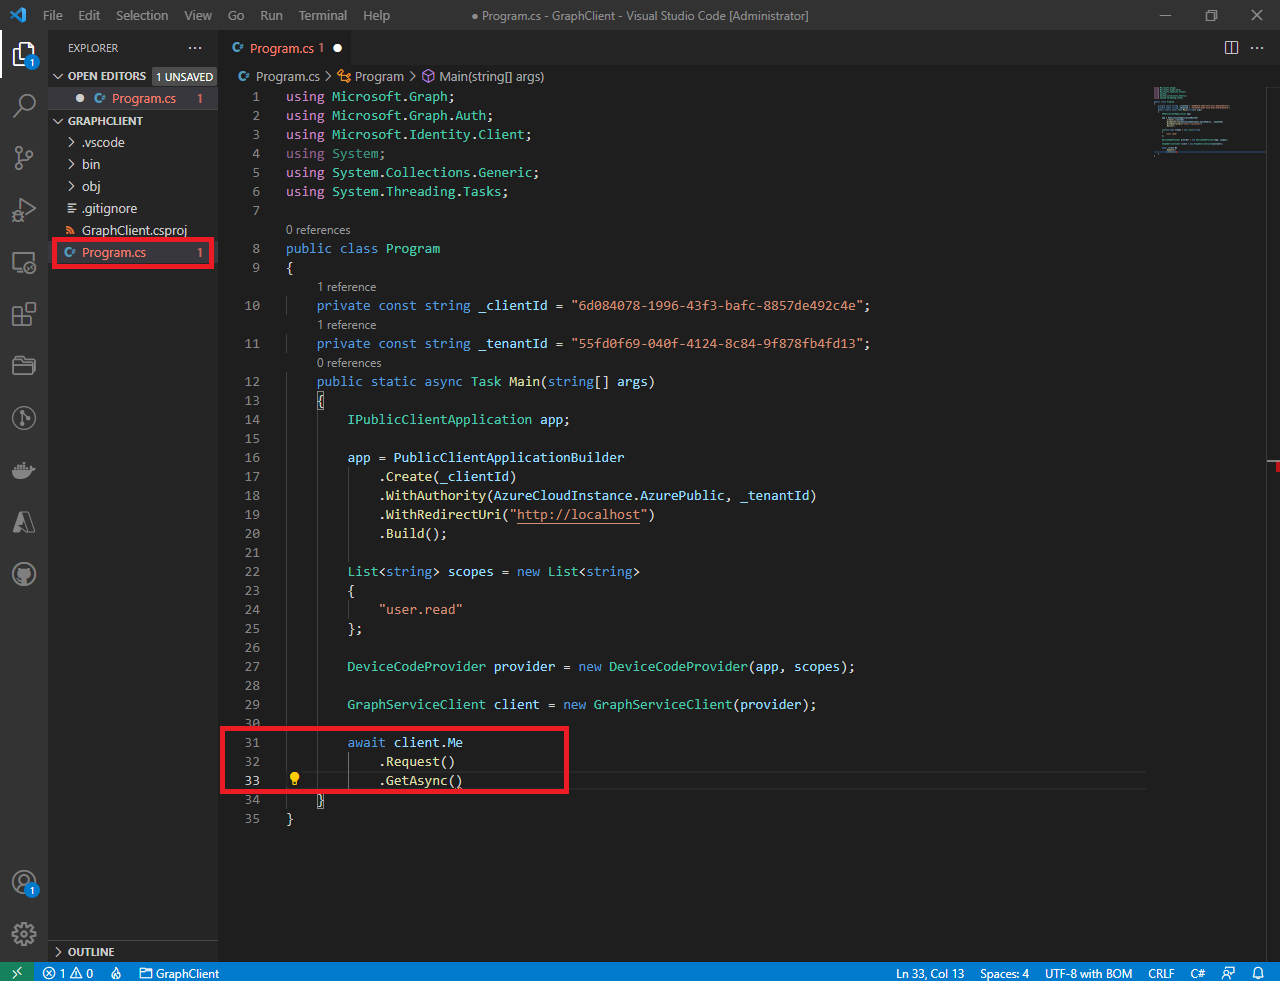 File Edit Selection View Go Run Terminal Help
● Program.cs - GraphClient - Visual Studio Code [Administrator]
EXPLORER
OPEN EDITORS 1 UNSAVED
Program.cs 1
GRAPHCLIENT
.vscode
bin
obj
.gitignore
GraphClient.csproj
Program.cs 1
OUTLINE
1
1
Program.cs 1
Program.cs > Program > Main(string[] args)
1 using Microsoft.Graph;
2 using Microsoft.Graph.Auth;
3 using Microsoft.Identity.Client;
4 using System;
5 using System.Collections.Generic;
6 using System.Threading.Tasks;
7
0 references
8 public class Program
9 {
1 reference
10 private const string _clientId = "6d084078-1996-43f3-bafc-8857de492c4e";
1 reference
11 private const string _tenantId = "55fd0f69-040f-4124-8c84-9f878fb4fd13";
0 references
12 public static async Task Main(string[] args)
13 {
14 IPublicClientApplication app;
15
16 app = PublicClientApplicationBuilder
17 .Create(_clientId)
18 .WithAuthority(AzureCloudInstance.AzurePublic, _tenantId)
19 .WithRedirectUri("http://localhost")
20 .Build();
21
22 List<string> scopes = new List<string>
23 {
24 "user.read"
25 };
26
27 DeviceCodeProvider provider = new DeviceCodeProvider(app, scopes);
28
29 GraphServiceClient client = new GraphServiceClient(provider);
30
31 await client.Me
32 .Request()
33 .GetAsync()
34 }
35 }
1 0 GraphClient Ln 33, Col 13 Spaces: 4 UTF-8 with BOM CRLF C#